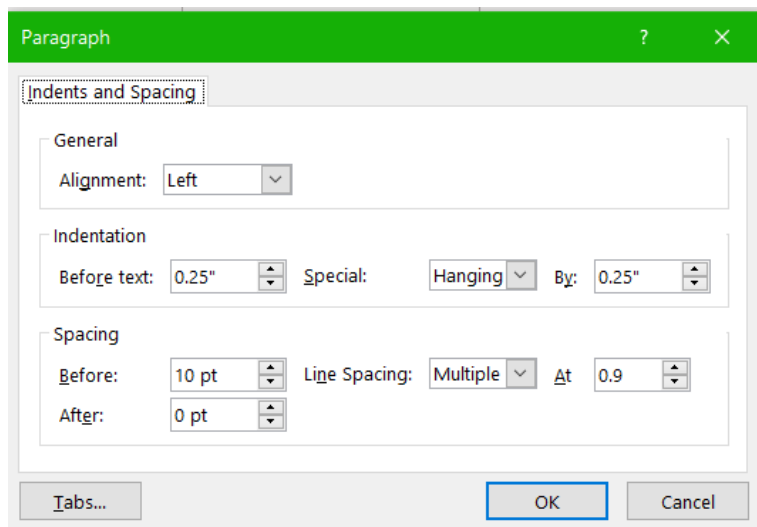 Paragraph ? ×
Indents and Spacing
General
Alignment: Left
Indentation
Before text: 0.25" Special: Hanging By: 0.25"
Spacing
Before: 10 pt Line Spacing: Multiple At 0.9
After: 0 pt
Tabs... OK Cancel